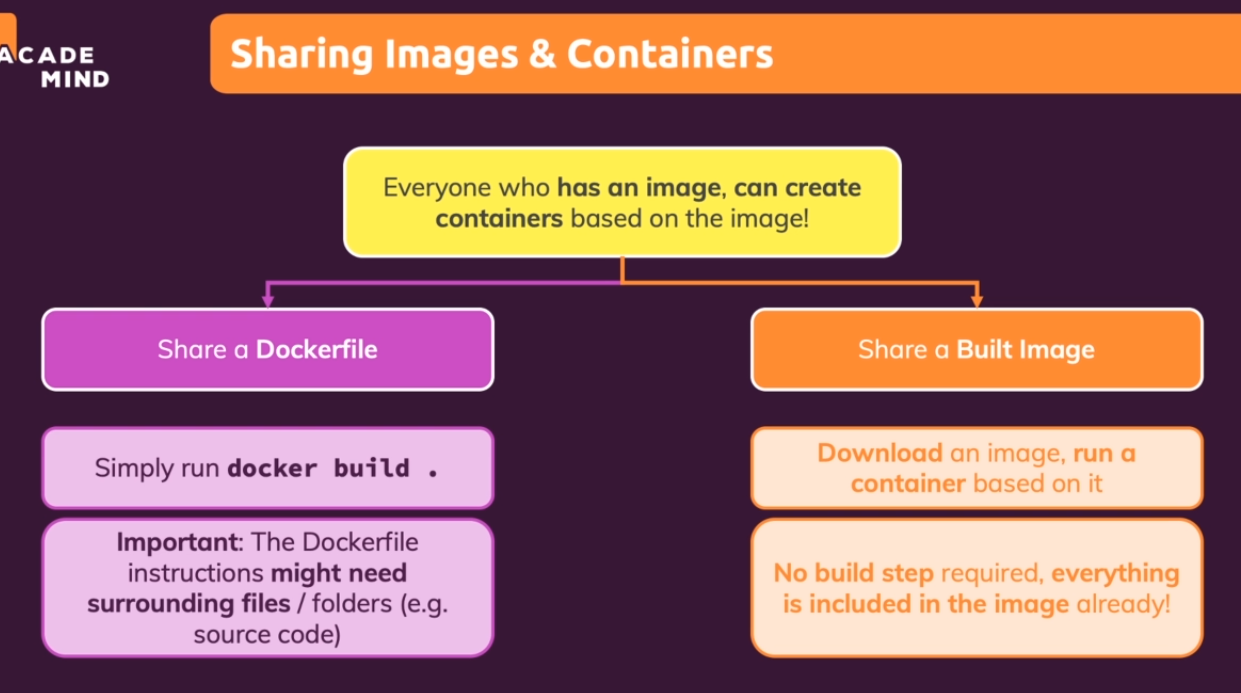 ACADE
MIND
Sharing Images & Containers
Everyone who has an image, can create
containers based on the image!
Share a Dockerfile
Share a Built Image
Simply run docker build .
Download an image, run a
container based on it
Important: The Dockerfile
instructions might need
surrounding files / folders (e.g.
source code)
No build step required, everything
is included in the image already!